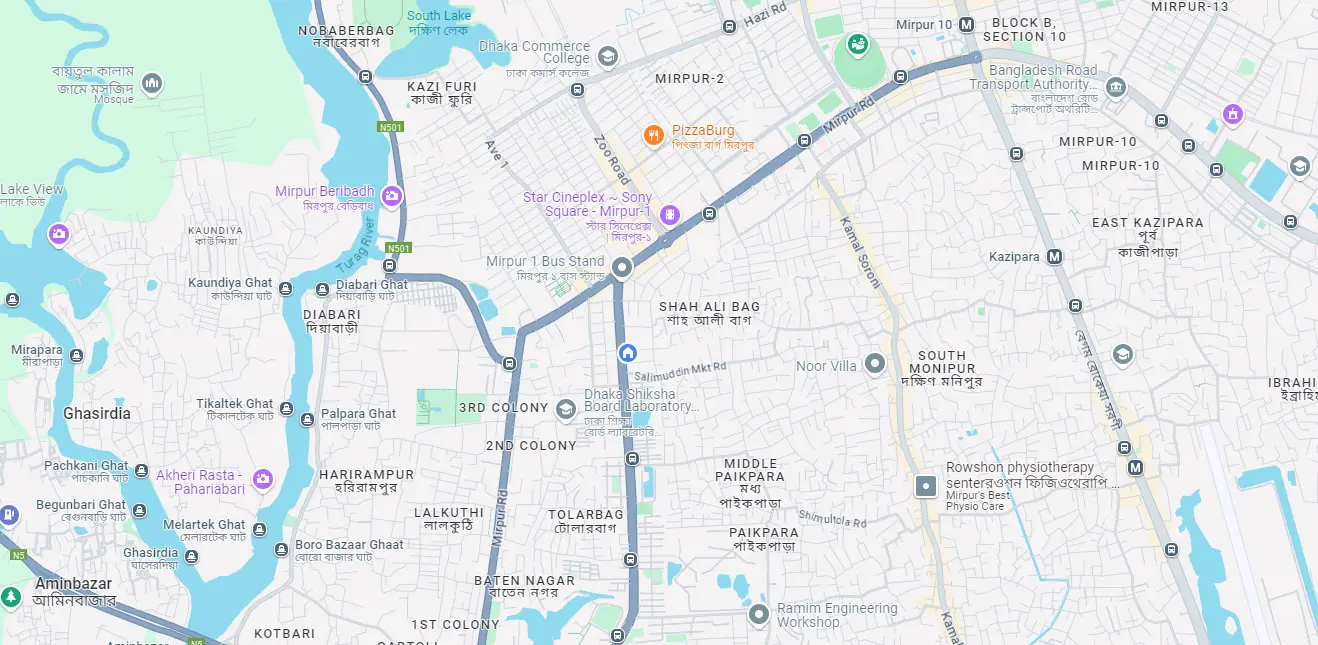 South Lake
দক্ষিণ লেক
NOBABERBAG
নবাবেরবাগ
Hazi Rd
Mirpur 10
BLOCK B,
SECTION 10
MIRPUR-13
Dhaka Commerce
College
ঢাকা কমার্স কলেজ
MIRPUR-2
KAZI FURI
কাজী ফুরি
বায়তুল কালাম
জামে মসজিদ
Mosque
Bangladesh Road
Transport Authority...
বাংলাদেশ রোড
ট্রান্সপোর্ট অথরিটি...
N501
Ave 1
Zoo Road
PizzaBurg
পিৎজা বার্গ মিরপুর
Mirpur Rd
MIRPUR-10
MIRPUR-10
Lake View
লাকে ভিউ
Mirpur Beribadh
মিরপুর বেড়িবাধ
Star Cineplex ~ Sony
Square - Mirpur-1
স্টার সিনেপ্লেক্স
মিরপুর-১
KAUNDIYA
কাউন্দিয়া
Turag River
N501
Kamal Soroni
EAST KAZIPARA
পূর্ব
কাজীপাড়া
Kazipara
Mirpur 1 Bus Stand
মিরপুর ১ বাস স্ট্যান্ড
Kaundiya Ghat
কাউন্দিয়া ঘাট
Diabari Ghat
দিয়াবাড়ি ঘাট
DIABARI
দিয়াবাড়ী
SHAH ALI BAG
শাহ আলী বাগ
Mirapara
মীরাপাড়া
Salimuddin Mkt Rd
Noor Villa
SOUTH
MONIPUR
দক্ষিণ মনিপুর
বেগম রোকেয়া সরণী
IBRAHI
ইব্রাহি
Ghasirdia
Tikaltek Ghat
টিকালটেক ঘাট
Palpara Ghat
পালপাড়া ঘাট
3RD COLONY
Dhaka Shiksha
Board Laboratory...
ঢাকা শিক্ষা
বোর্ড ল্যাবরেটরি...
2ND COLONY
Pachkani Ghat
পাচকানি ঘাট
Akheri Rasta -
Pahariabari
HARIRAMPUR
হরিরামপুর
MIDDLE
PAIKPARA
মধ্য
পাইকপাড়া
Rowshon physiotherapy
senterরওশন ফিজিওথেরাপি ...
Mirpur's Best
Physio Care
Begunbari Ghat
বেগুনবাড়ি ঘাট
Melartek Ghat
মেলারটেক ঘাট
LALKUTHI
লালকুঠি
Mirpur Rd
TOLARBAG
টোলারবাগ
Shimultola Rd
PAIKPARA
পাইকপাড়া
Ghasirdia
ঘাসেরদিয়া
Boro Bazaar Ghaat
বোরো বাজার ঘাট
N5
Aminbazar
আমিনবাজার
BATEN NAGAR
বাতেন নগর
Ramim Engineering
Workshop
1ST COLONY
KOTBARI
Kamal
N5